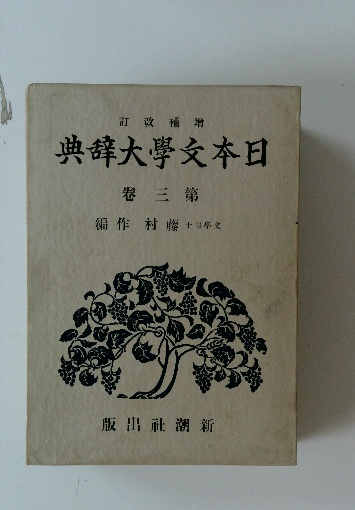 增補改訂
日本文學大辭典
第三卷
文學博士 藤村作編
新潮社出版